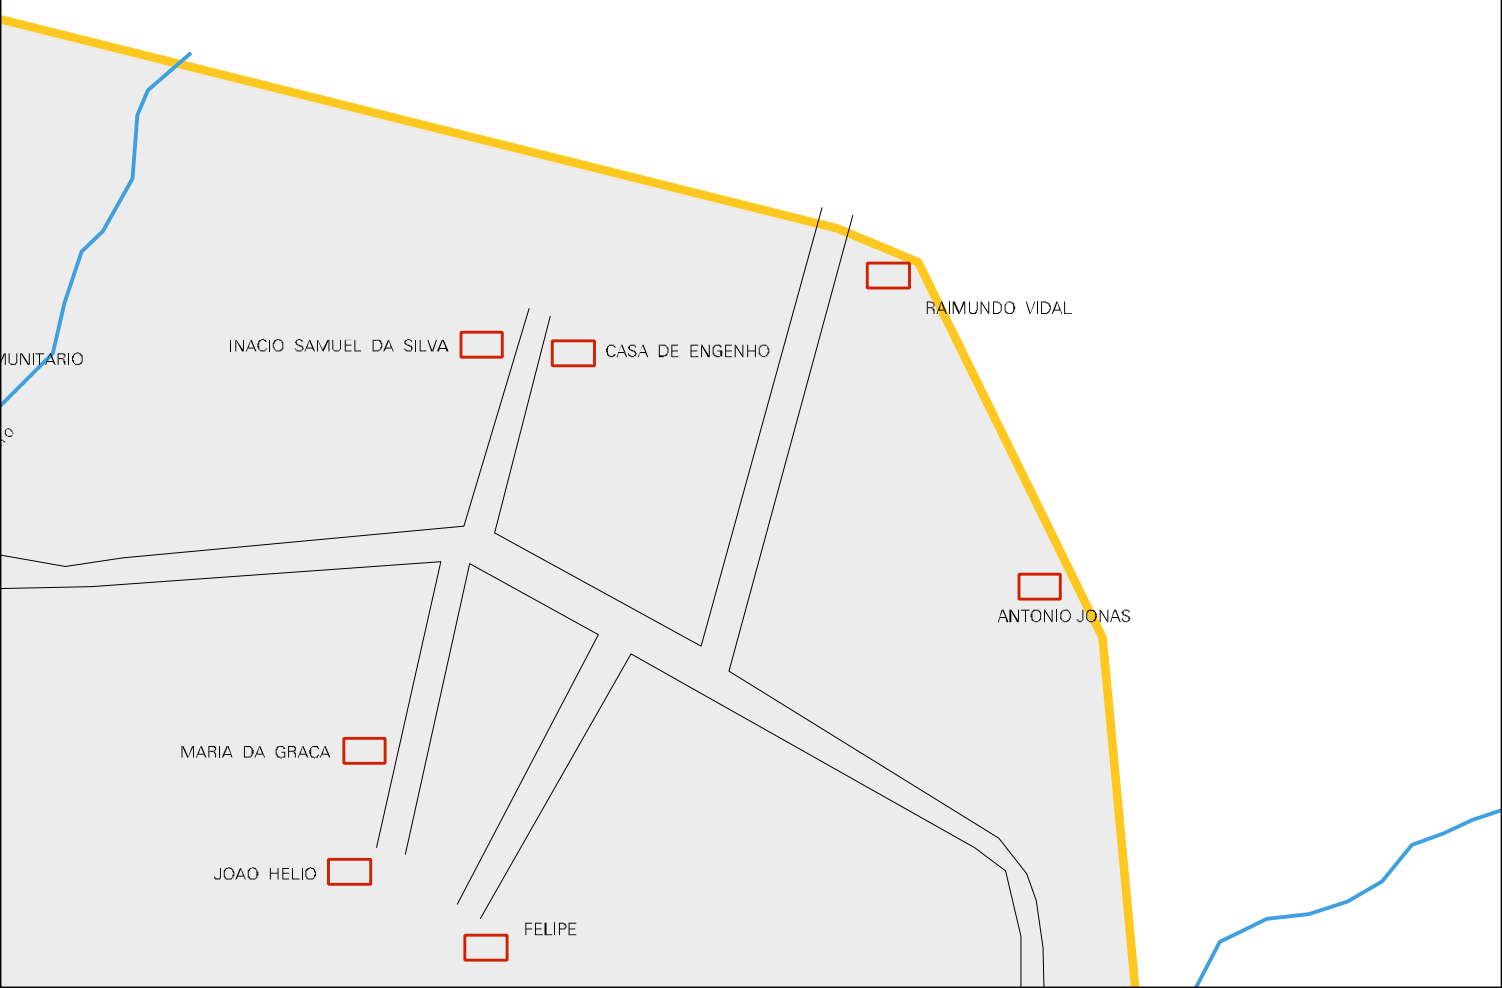 RAIMUNDO VIDAL
INACIO SAMUEL DA SILVA
CASA DE ENGENHO
MUNITARIO
ANTONIO JONAS
MARIA DA GRACA
JOAO HELIO
FELIPE